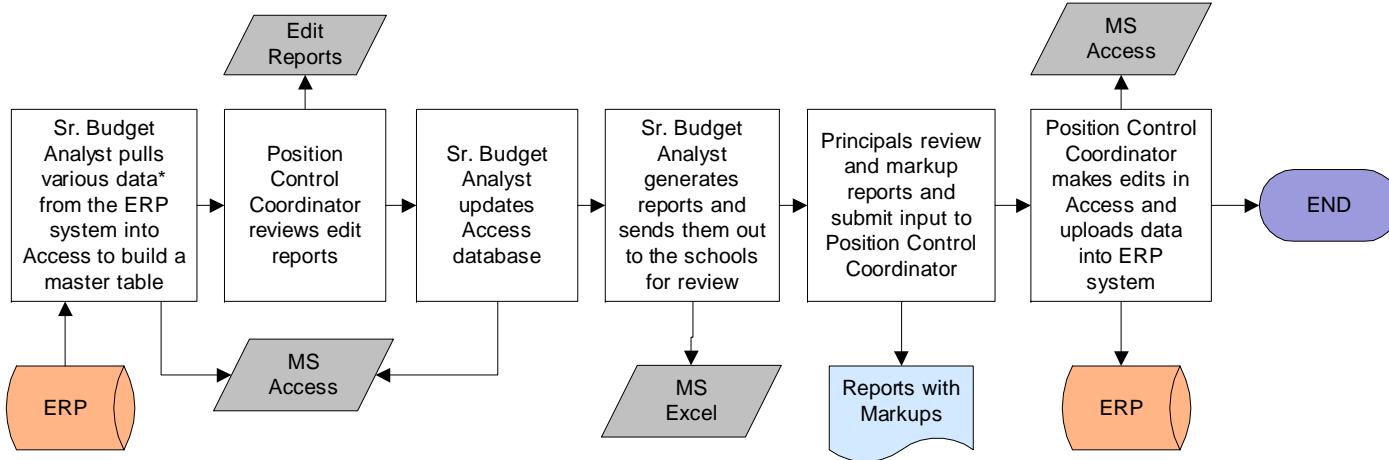 Edit
Reports
MS
Access
Sr. Budget
Analyst pulls
various data*
from the ERP
system into
Access to build a
master table
Position
Control
Coordinator
reviews edit
reports
Sr. Budget
Analyst
updates
Access
database
Sr. Budget
Analyst
generates
reports and
sends them out
to the schools
for review
Principals review
and markup
reports and
submit input to
Position Control
Coordinator
Position Control
Coordinator
makes edits in
Access and
uploads data
into ERP
system
END
ERP
MS
Access
MS
Excel
Reports with
Markups
ERP